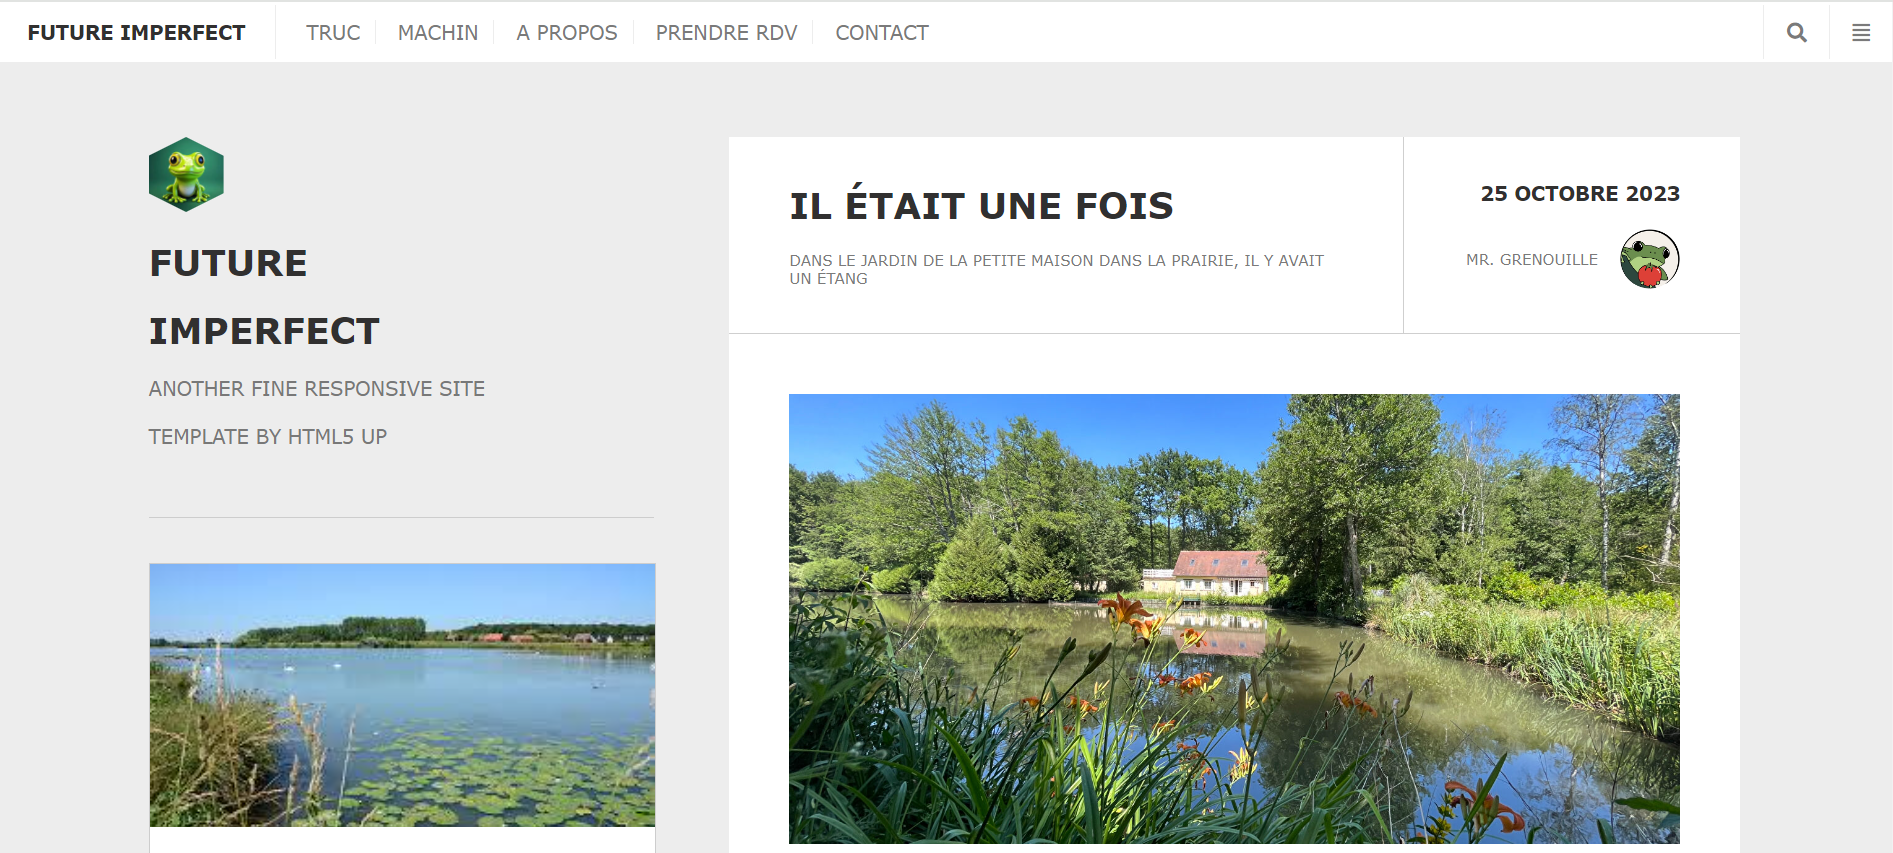 FUTURE IMPERFECT
TRUC
MACHIN
A PROPOS
PRENDRE RDV
CONTACT
FUTURE
IMPERFECT
ANOTHER FINE RESPONSIVE SITE
TEMPLATE BY HTML5 UP
IL ÉTAIT UNE FOIS
DANS LE JARDIN DE LA PETITE MAISON DANS LA PRAIRIE, IL Y AVAIT
UN ÉTANG
25 OCTOBRE 2023
MR. GRENOUILLE